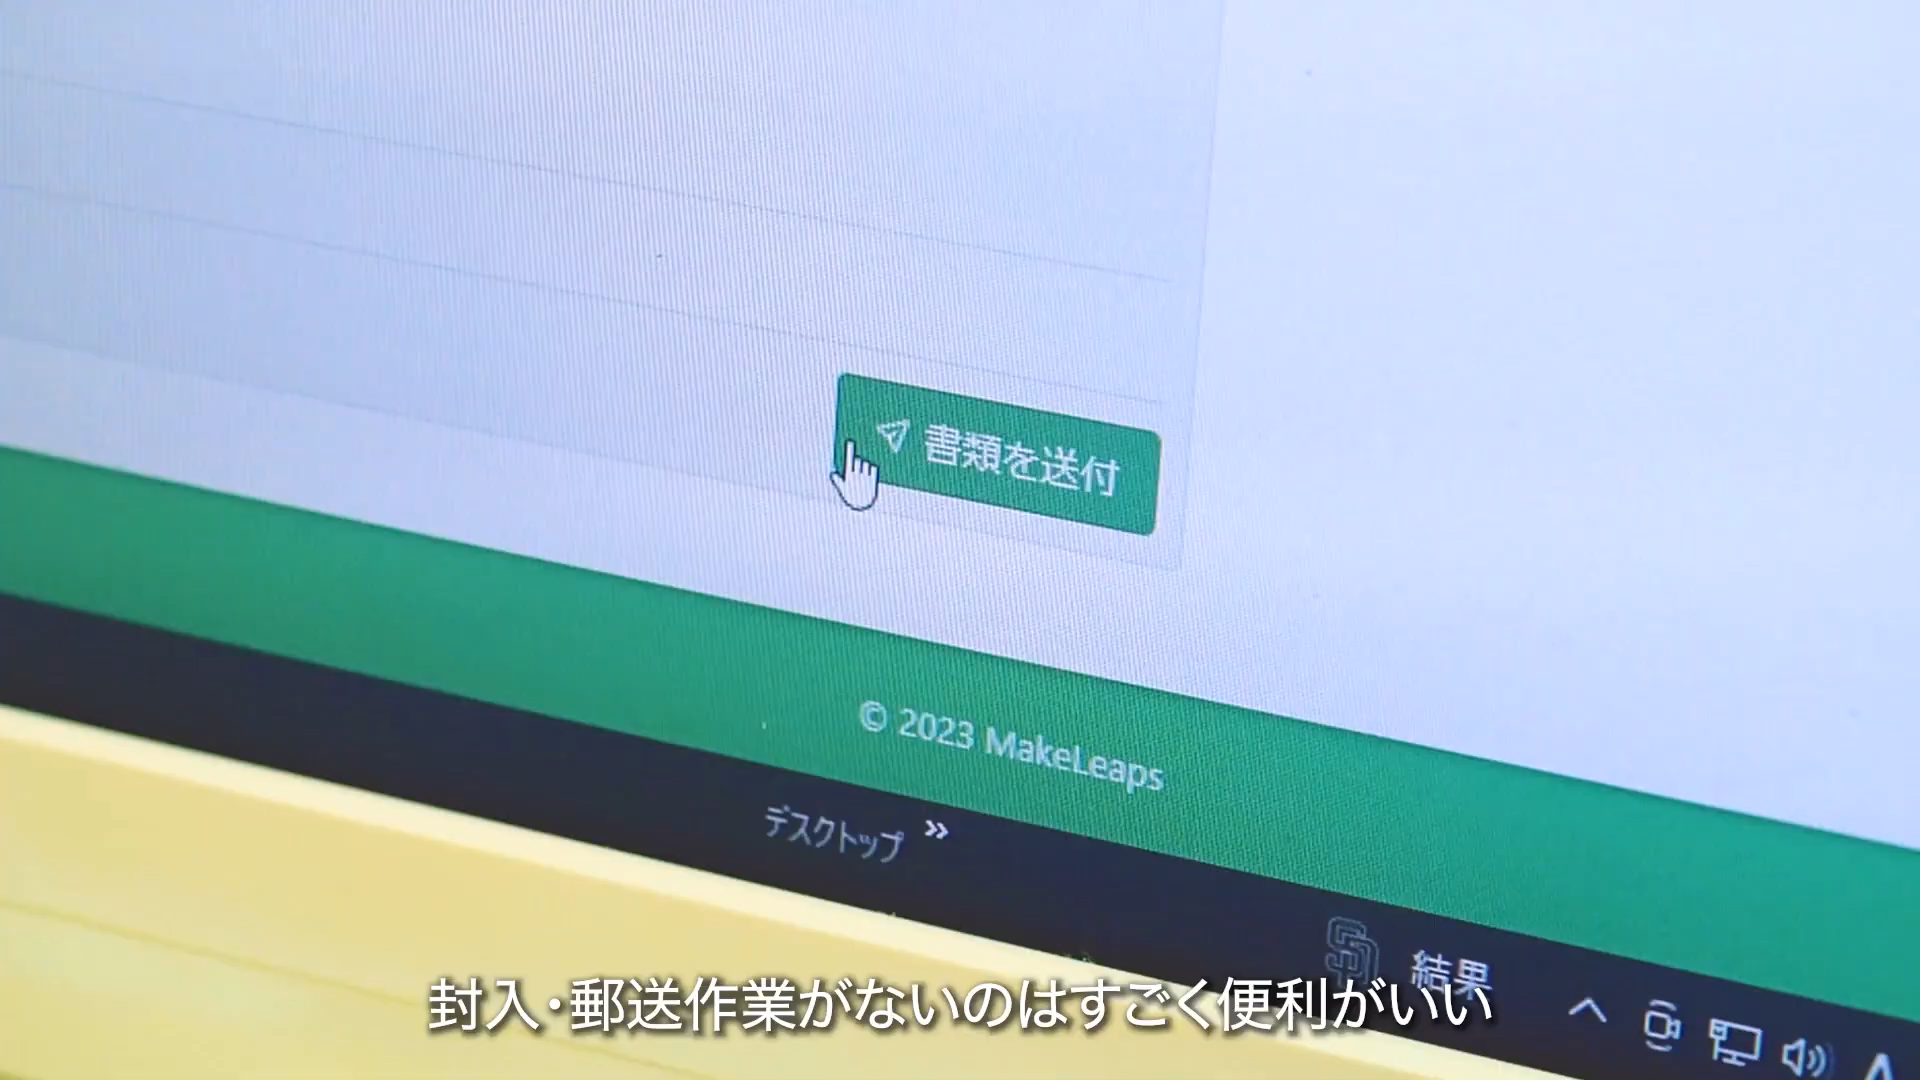 書類を送付
© 2023 MakeLeaps
デスクトップ »
SD 結果
A
封入・郵送作業がないのはすごく便利がいい